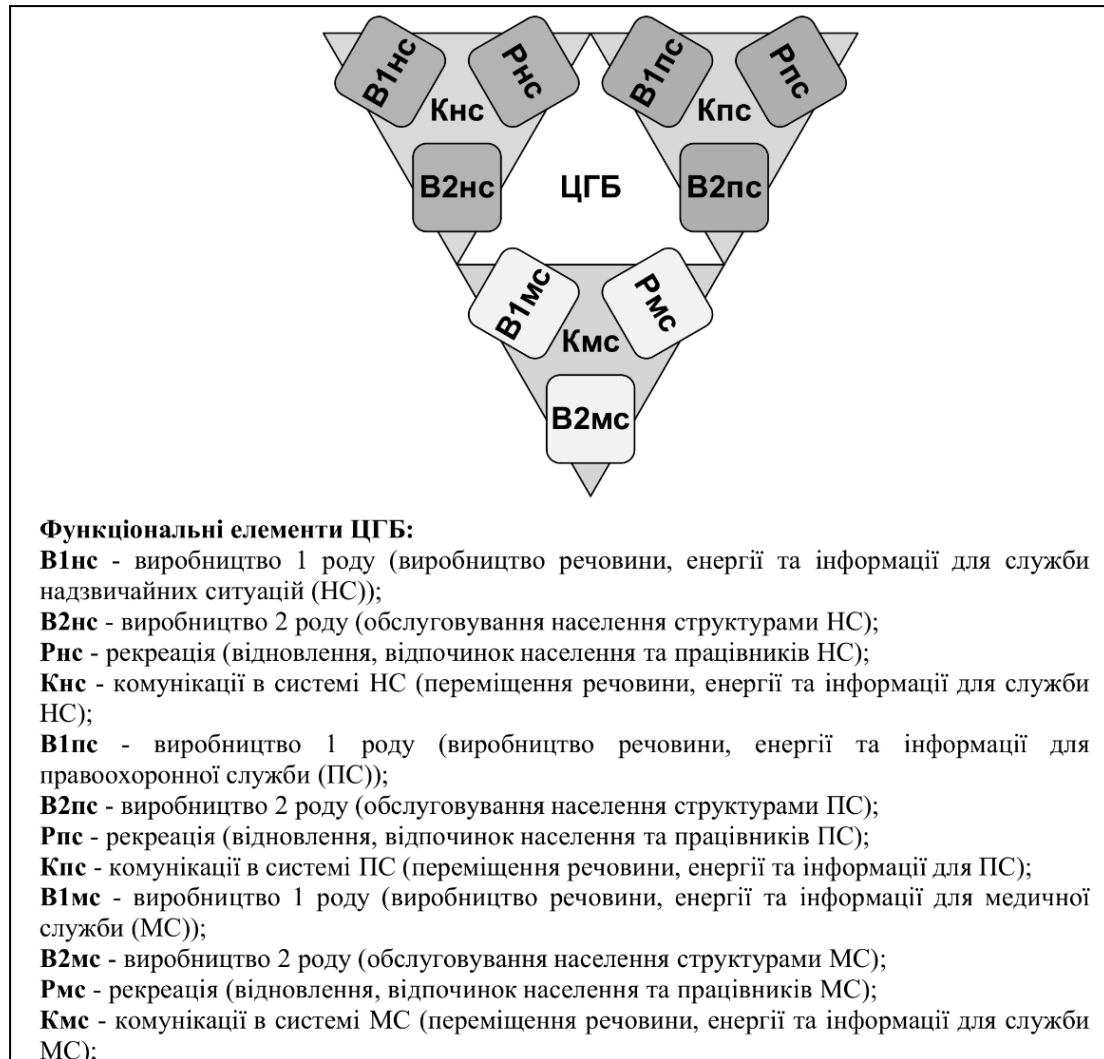 В1нс
Рнс
В1пс
Рпс
Кнс
Кпс
В2нс
ЦГБ
В2пс
В1мс
Рмс
Кмс
В2мс
Функціональні елементи ЦГБ:
В1нс - виробництво 1 роду (виробництво речовини, енергії та інформації для служби
надзвичайних ситуацій (НС));
В2нс - виробництво 2 роду (обслуговування населення структурами НС);
Рнс - рекреація (відновлення, відпочинок населення та працівників НС);
Кнс - комунікації в системі НС (переміщення речовини, енергії та інформації для служби
НС);
В1пс - виробництво 1 роду (виробництво речовини, енергії та інформації для
правоохоронної служби (ПС));
В2пс - виробництво 2 роду (обслуговування населення структурами ПС);
Рпс - рекреація (відновлення, відпочинок населення та працівників ПС);
Кпс - комунікації в системі ПС (переміщення речовини, енергії та інформації для ПС);
В1мс - виробництво 1 роду (виробництво речовини, енергії та інформації для медичної
служби (МС));
В2мс - виробництво 2 роду (обслуговування населення структурами МС);
Рмс - рекреація (відновлення, відпочинок населення та працівників МС);
Кмс - комунікації в системі МС (переміщення речовини, енергії та інформації для служби
МС);